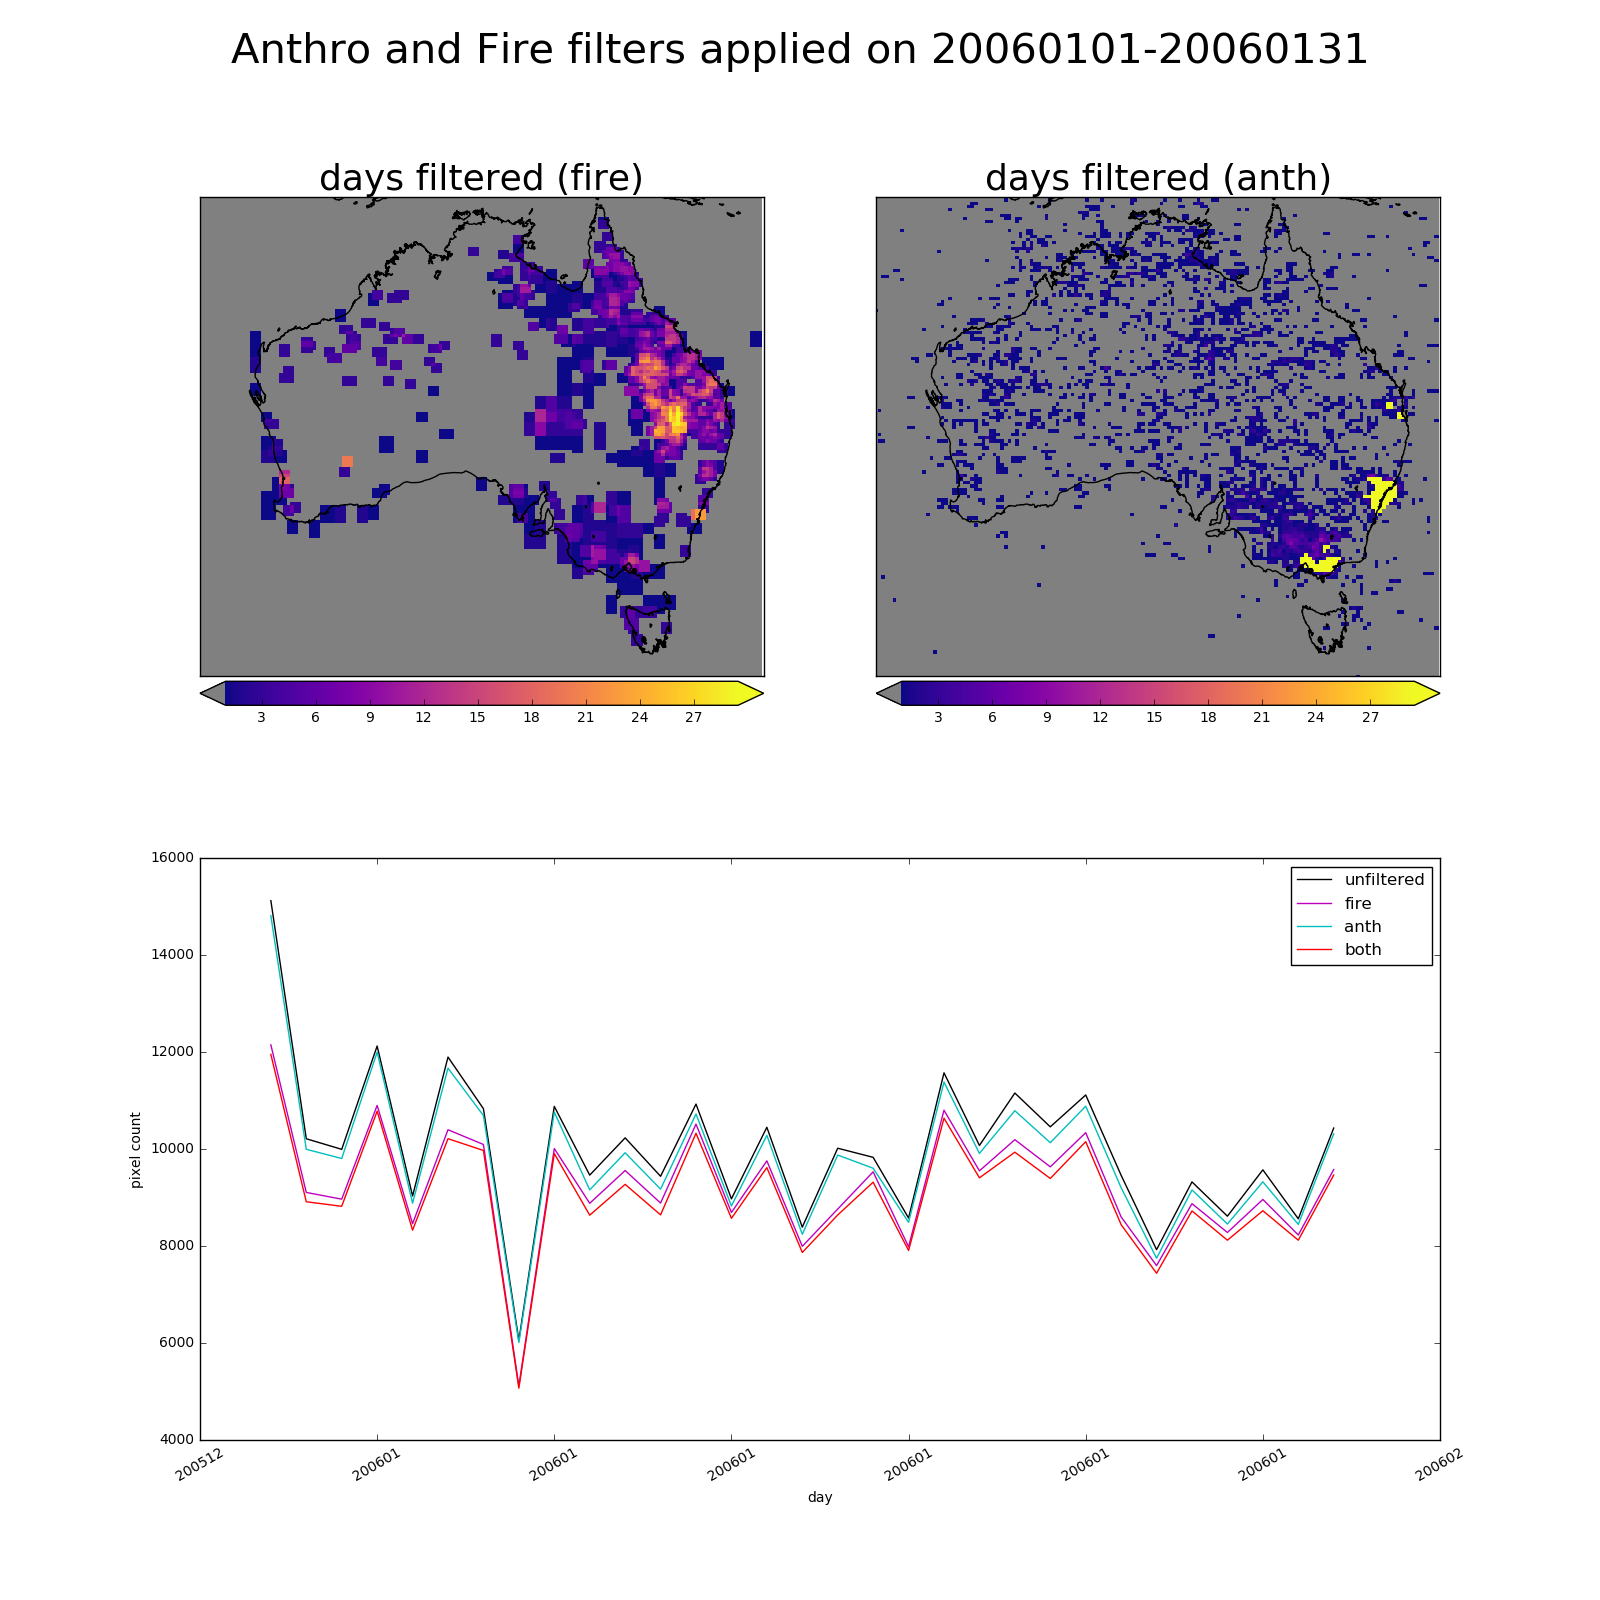 Anthro and Fire filters applied on 20060101-20060131
days filtered (fire)
3 6 9 12 15 18 21 24 27
days filtered (anth)
3 6 9 12 15 18 21 24 27
16000
14000
12000
10000
8000
6000
4000
pixel count
unfiltered
fire
anth
both
200512 200601 200601 200601 200601 200601 200601 200602
day